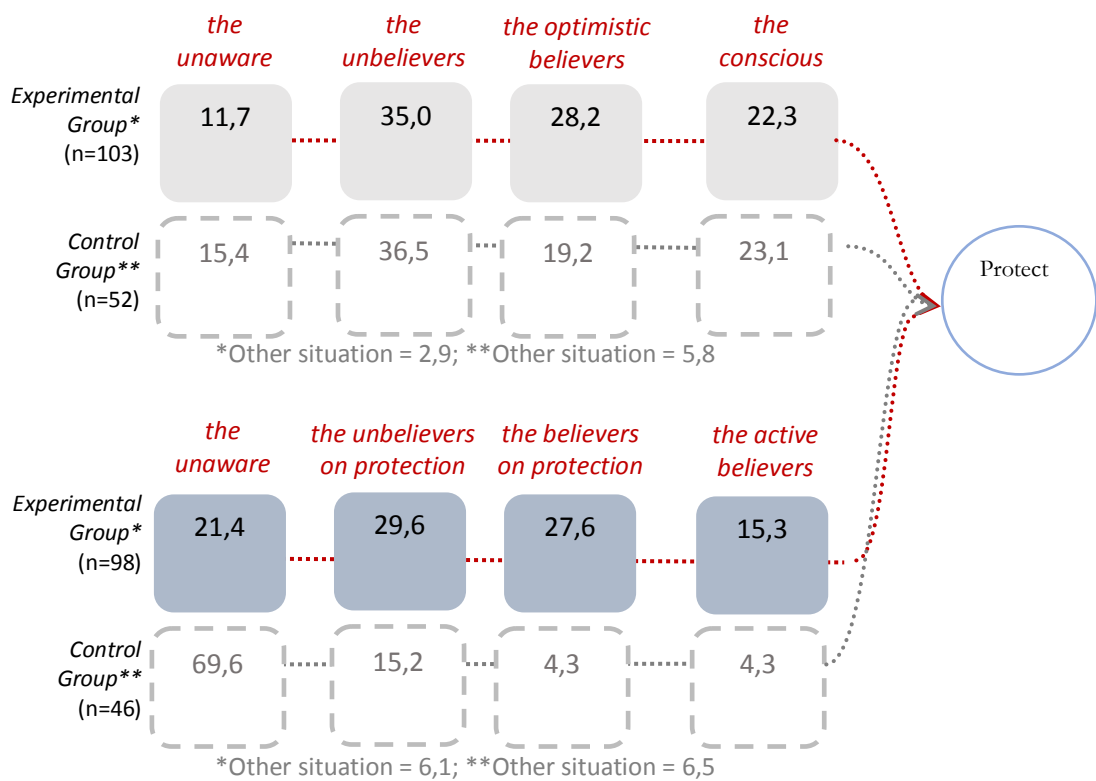 the unaware
the unbelievers
the optimistic believers
the conscious
Experimental Group* (n=103)
11,7
35,0
28,2
22,3
Control Group** (n=52)
15,4
36,5
19,2
23,1
Protect
*Other situation = 2,9; **Other situation = 5,8
the unaware
the unbelievers on protection
the believers on protection
the active believers
Experimental Group* (n=98)
21,4
29,6
27,6
15,3
Control Group** (n=46)
69,6
15,2
4,3
4,3
*Other situation = 6,1; **Other situation = 6,5